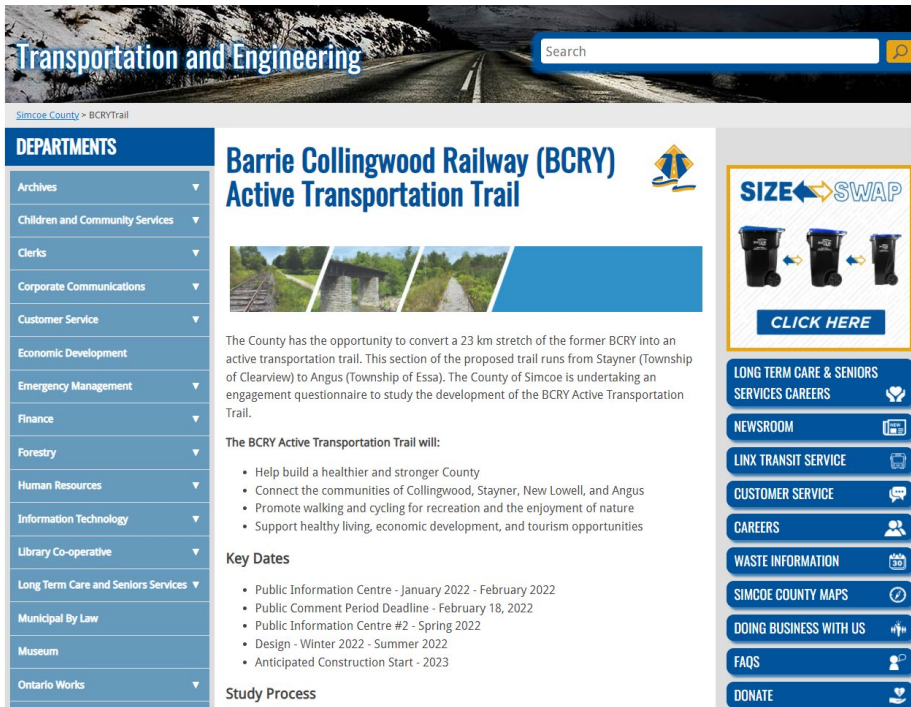 Transportation and Engineering
Search
Simcoe County > BCRYTrail
DEPARTMENTS
Archives
Children and Community Services
Clerks
Corporate Communications
Customer Service
Economic Development
Emergency Management
Finance
Forestry
Human Resources
Information Technology
Library Co-operative
Long Term Care and Seniors Services
Municipal By Law
Museum
Ontario Works
Barrie Collingwood Railway (BCRY)
Active Transportation Trail
The County has the opportunity to convert a 23 km stretch of the former BCRY into an
active transportation trail. This section of the proposed trail runs from Stayner (Township
of Clearview) to Angus (Township of Essa). The County of Simcoe is undertaking an
engagement questionnaire to study the development of the BCRY Active Transportation
Trail.
The BCRY Active Transportation Trail will:
• Help build a healthier and stronger County
• Connect the communities of Collingwood, Stayner, New Lowell, and Angus
• Promote walking and cycling for recreation and the enjoyment of nature
• Support healthy living, economic development, and tourism opportunities
Key Dates
• Public Information Centre - January 2022 - February 2022
• Public Comment Period Deadline - February 18, 2022
• Public Information Centre #2 - Spring 2022
• Design - Winter 2022 - Summer 2022
• Anticipated Construction Start - 2023
Study Process
SIZE SWAP
CLICK HERE
LONG TERM CARE & SENIORS
SERVICES CAREERS
NEWSROOM
LINX TRANSIT SERVICE
CUSTOMER SERVICE
CAREERS
WASTE INFORMATION
30
SIMCOE COUNTY MAPS
DOING BUSINESS WITH US
FAQS
DONATE